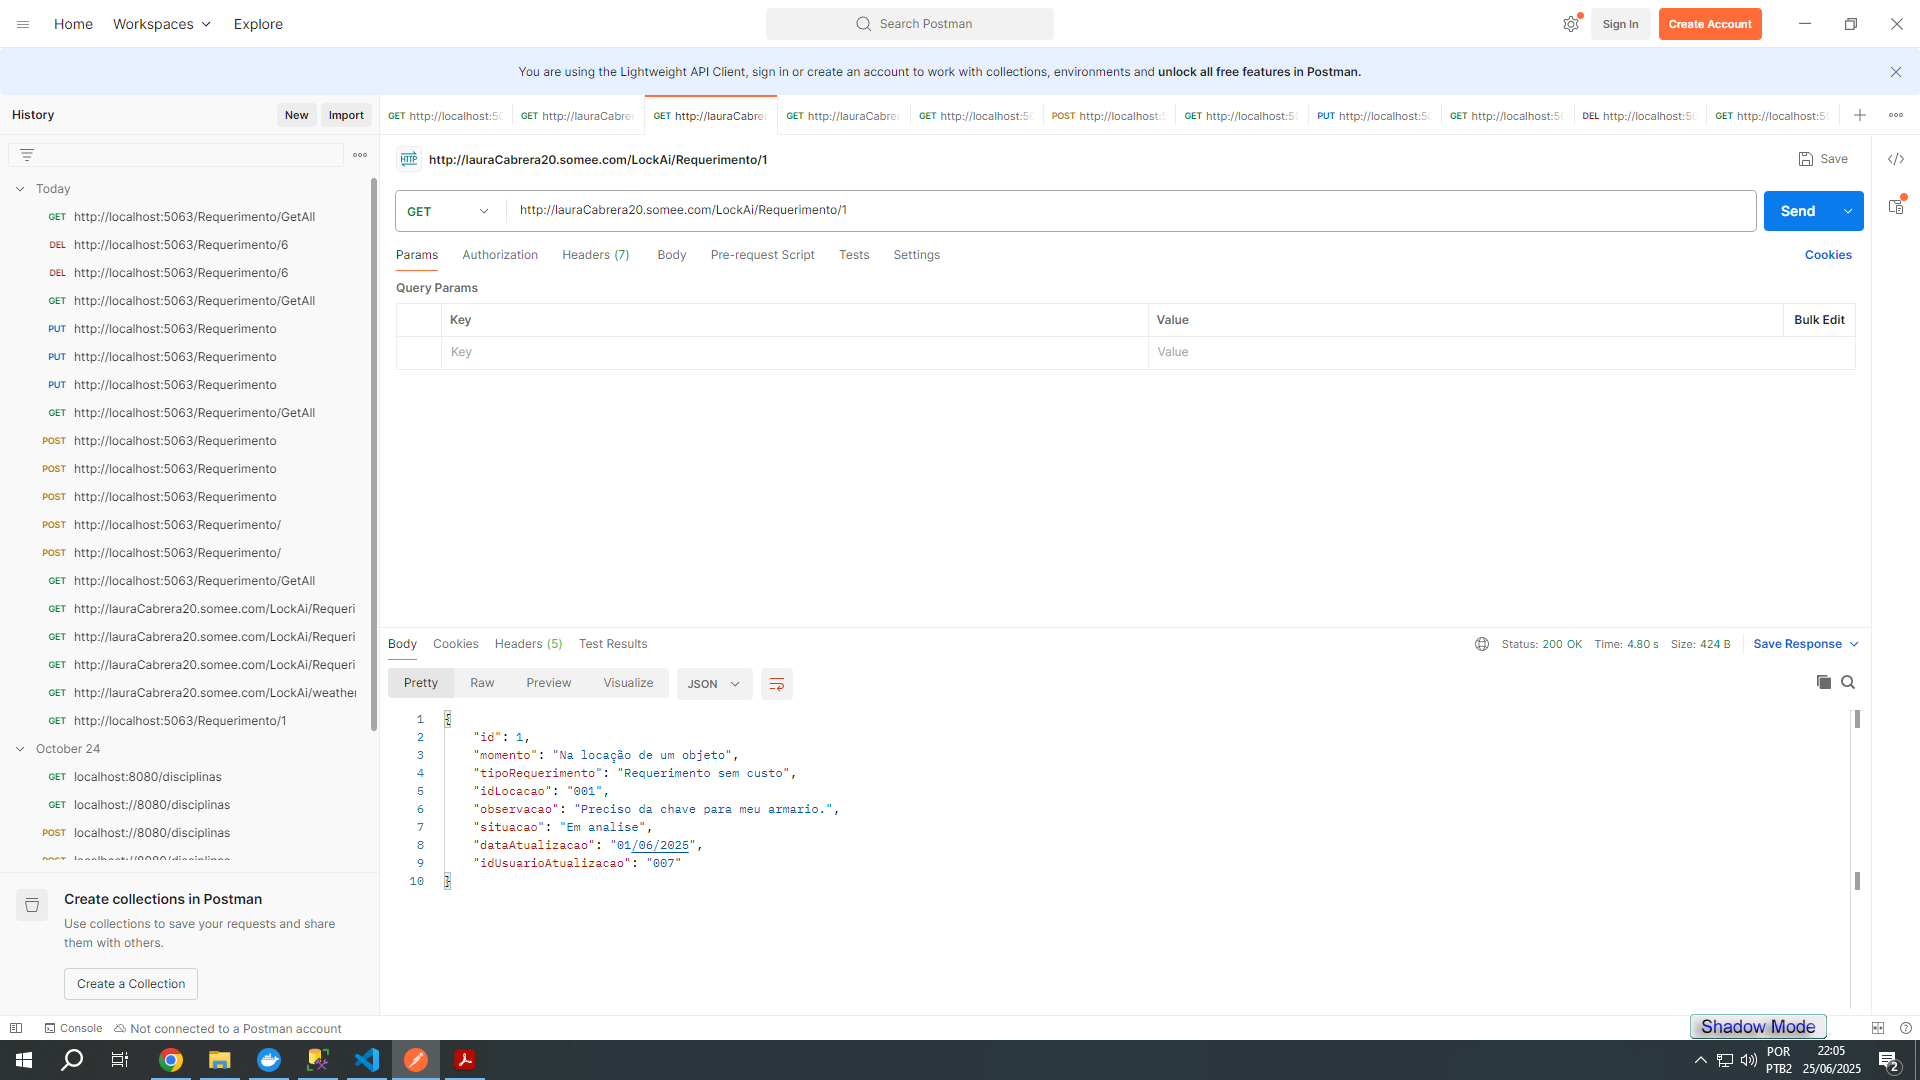 Home Workspaces Explore
Search Postman
Sign In
Create Account
You are using the Lightweight API Client, sign in or create an account to work with collections, environments and unlock all free features in Postman.
History
New
Import
GET http://localhost:50
GET http://lauraCabrer
GET http://lauraCabrer
GET http://lauraCabrer
GET http://localhost:50
POST http://localhost:5
GET http://localhost:50
PUT http://localhost:50
GET http://localhost:50
DEL http://localhost:50
GET http://localhost:50
HTTP http://lauraCabrera20.somee.com/LockAi/Requerimento/1
Save
GET http://lauraCabrera20.somee.com/LockAi/Requerimento/1
Send
Params Authorization Headers (7) Body Pre-request Script Tests Settings
Cookies
Query Params
Key Value Bulk Edit
Key Value
Today
GET http://localhost:5063/Requerimento/GetAll
DEL http://localhost:5063/Requerimento/6
DEL http://localhost:5063/Requerimento/6
GET http://localhost:5063/Requerimento/GetAll
PUT http://localhost:5063/Requerimento
PUT http://localhost:5063/Requerimento
PUT http://localhost:5063/Requerimento
GET http://localhost:5063/Requerimento/GetAll
POST http://localhost:5063/Requerimento
POST http://localhost:5063/Requerimento
POST http://localhost:5063/Requerimento
POST http://localhost:5063/Requerimento/
POST http://localhost:5063/Requerimento/
GET http://localhost:5063/Requerimento/GetAll
GET http://lauraCabrera20.somee.com/LockAi/Requeri
GET http://lauraCabrera20.somee.com/LockAi/Requeri
GET http://lauraCabrera20.somee.com/LockAi/Requeri
GET http://lauraCabrera20.somee.com/LockAi/weather
GET http://localhost:5063/Requerimento/1
October 24
GET localhost:8080/disciplinas
GET localhost://8080/disciplinas
POST localhost://8080/disciplinas
POST localhost://8080/disciplinas
Create collections in Postman
Use collections to save your requests and share
them with others.
Create a Collection
Body Cookies Headers (5) Test Results
Status: 200 OK Time: 4.80 s Size: 424 B
Save Response
Pretty Raw Preview Visualize
JSON
1 {
2 "id": 1,
3 "momento": "Na locação de um objeto",
4 "tipoRequerimento": "Requerimento sem custo",
5 "idLocacao": "001",
6 "observacao": "Preciso da chave para meu armario.",
7 "situacao": "Em analise",
8 "dataAtualizacao": "01/06/2025",
9 "idUsuarioAtualizacao": "007"
10 }
Console
Not connected to a Postman account
Shadow Mode
POR
PTB2
22:05
25/06/2025
2